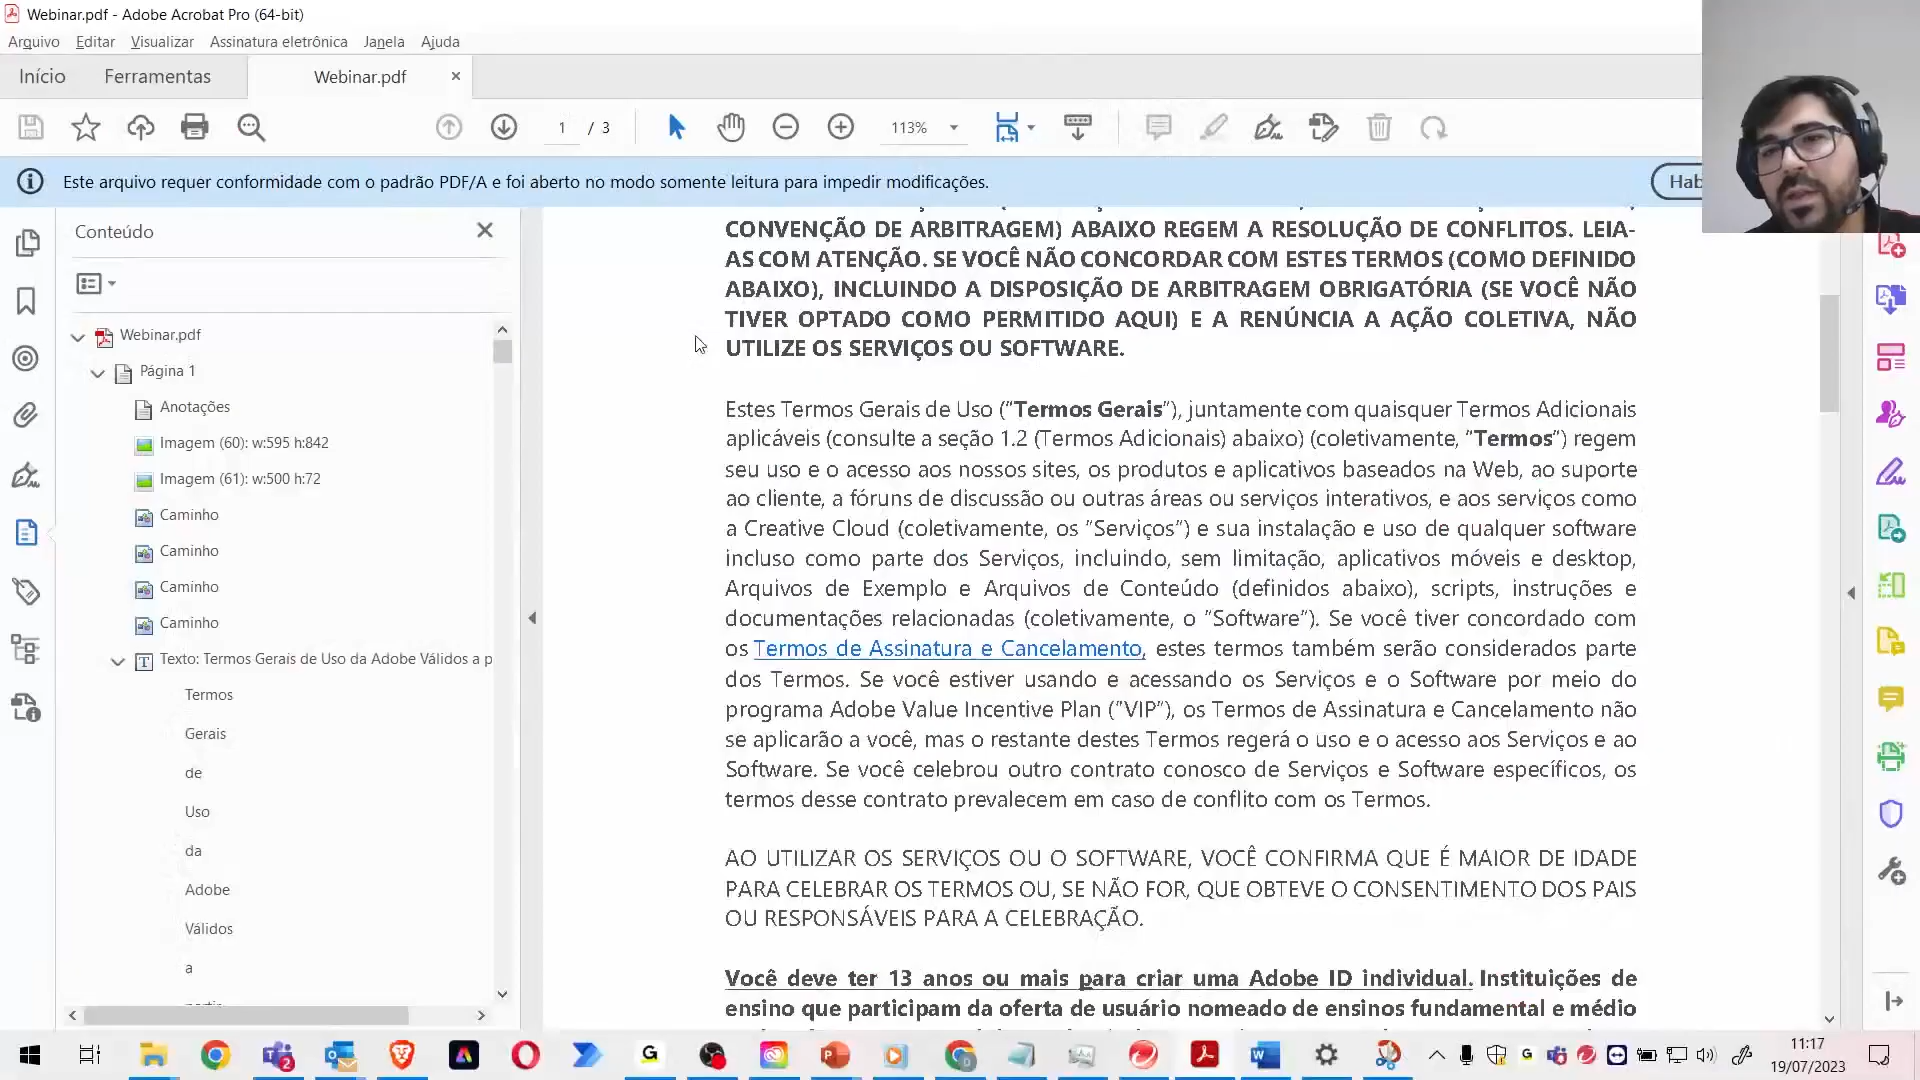 Webinar.pdf - Adobe Acrobat Pro (64-bit)
Arquivo Editar Visualizar Assinatura eletrônica Janela Ajuda
Início Ferramentas Webinar.pdf ×
1 / 3 113%
Este arquivo requer conformidade com o padrão PDF/A e foi aberto no modo somente leitura para impedir modificações. Hab
Conteúdo
Webinar.pdf
Página 1
Anotações
Imagem (60): w:595 h:842
Imagem (61): w:500 h:72
Caminho
Caminho
Caminho
Caminho
Texto: Termos Gerais de Uso da Adobe Válidos a p
Termos
Gerais
de
Uso
da
Adobe
Válidos
a
CONVENÇÃO DE ARBITRAGEM) ABAIXO REGEM A RESOLUÇÃO DE CONFLITOS. LEIA-
AS COM ATENÇÃO. SE VOCÊ NÃO CONCORDAR COM ESTES TERMOS (COMO DEFINIDO
ABAIXO), INCLUINDO A DISPOSIÇÃO DE ARBITRAGEM OBRIGATÓRIA (SE VOCÊ NÃO
TIVER OPTADO COMO PERMITIDO AQUI) E A RENÚNCIA A AÇÃO COLETIVA, NÃO
UTILIZE OS SERVIÇOS OU SOFTWARE.
Estes Termos Gerais de Uso (“Termos Gerais”), juntamente com quaisquer Termos Adicionais
aplicáveis (consulte a seção 1.2 (Termos Adicionais) abaixo) (coletivamente, “Termos”) regem
seu uso e o acesso aos nossos sites, os produtos e aplicativos baseados na Web, ao suporte
ao cliente, a fóruns de discussão ou outras áreas ou serviços interativos, e aos serviços como
a Creative Cloud (coletivamente, os “Serviços”) e sua instalação e uso de qualquer software
incluso como parte dos Serviços, incluindo, sem limitação, aplicativos móveis e desktop,
Arquivos de Exemplo e Arquivos de Conteúdo (definidos abaixo), scripts, instruções e
documentações relacionadas (coletivamente, o “Software”). Se você tiver concordado com
os Termos de Assinatura e Cancelamento, estes termos também serão considerados parte
dos Termos. Se você estiver usando e acessando os Serviços e o Software por meio do
programa Adobe Value Incentive Plan (“VIP”), os Termos de Assinatura e Cancelamento não
se aplicarão a você, mas o restante destes Termos regerá o uso e o acesso aos Serviços e ao
Software. Se você celebrou outro contrato conosco de Serviços e Software específicos, os
termos desse contrato prevalecem em caso de conflito com os Termos.
AO UTILIZAR OS SERVIÇOS OU O SOFTWARE, VOCÊ CONFIRMA QUE É MAIOR DE IDADE
PARA CELEBRAR OS TERMOS OU, SE NÃO FOR, QUE OBTEVE O CONSENTIMENTO DOS PAIS
OU RESPONSÁVEIS PARA A CELEBRAÇÃO.
Você deve ter 13 anos ou mais para criar uma Adobe ID individual. Instituições de
ensino que participam da oferta de usuário nomeado de ensinos fundamental e médio
11:17
19/07/2023